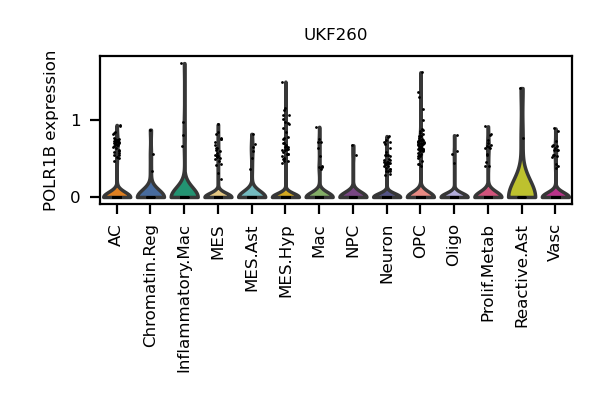 UKF260
POLR1B expression
1
0
AC
Chromatin.Reg
Inflammatory.Mac
MES
MES.Ast
MES.Hyp
Mac
NPC
Neuron
OPC
Oligo
Prolif.Metab
Reactive.Ast
Vasc